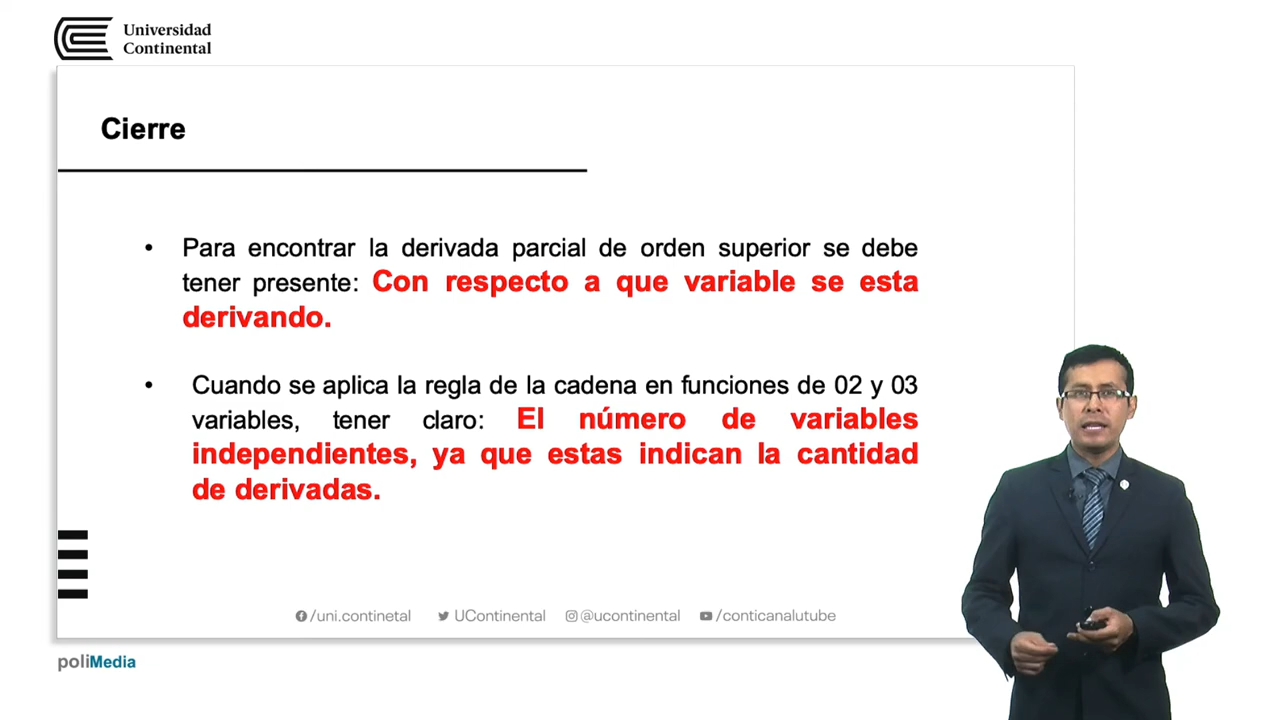 Universidad
Continental
Cierre
• Para encontrar la derivada parcial de orden superior se debe
tener presente: Con respecto a que variable se esta
derivando.
• Cuando se aplica la regla de la cadena en funciones de 02 y 03
variables, tener claro: El número de variables
independientes, ya que estas indican la cantidad
de derivadas.
/uni.continetal UContinental @ucontinental /conticanalutube
poliMedia